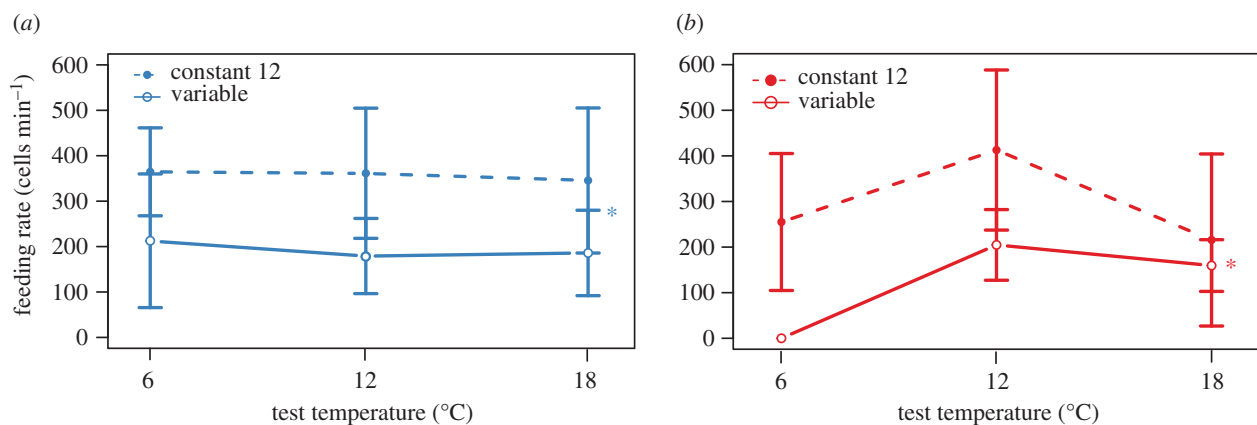 (a)
600
500
400
300
200
100
0
feeding rate (cells min⁻¹)
constant 12
variable
*
6 12 18
test temperature (°C)
(b)
600
500
400
300
200
100
0
constant 12
variable
*
6 12 18
test temperature (°C)